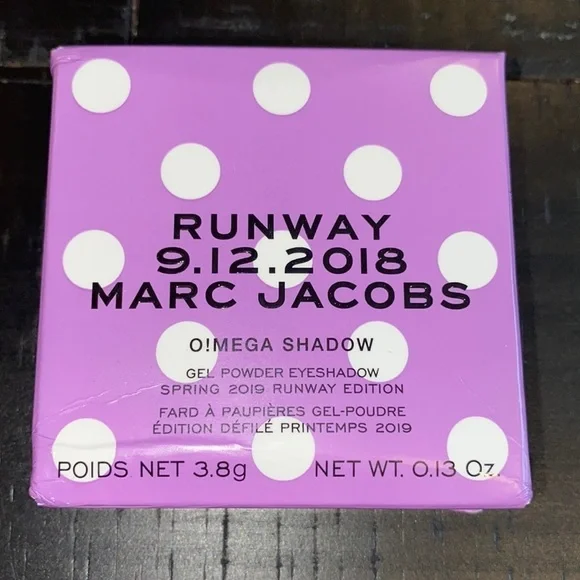 RUNWAY
9.12.2018
MARC JACOBS
O!MEGA SHADOW
GEL POWDER EYESHADOW
SPRING 2019 RUNWAY EDITION
FARD À PAUPIÈRES GEL-POUDRE
ÉDITION DÉFILÉ PRINTEMPS 2019
POIDS NET 3.8g NET WT. 0.13 Oz.